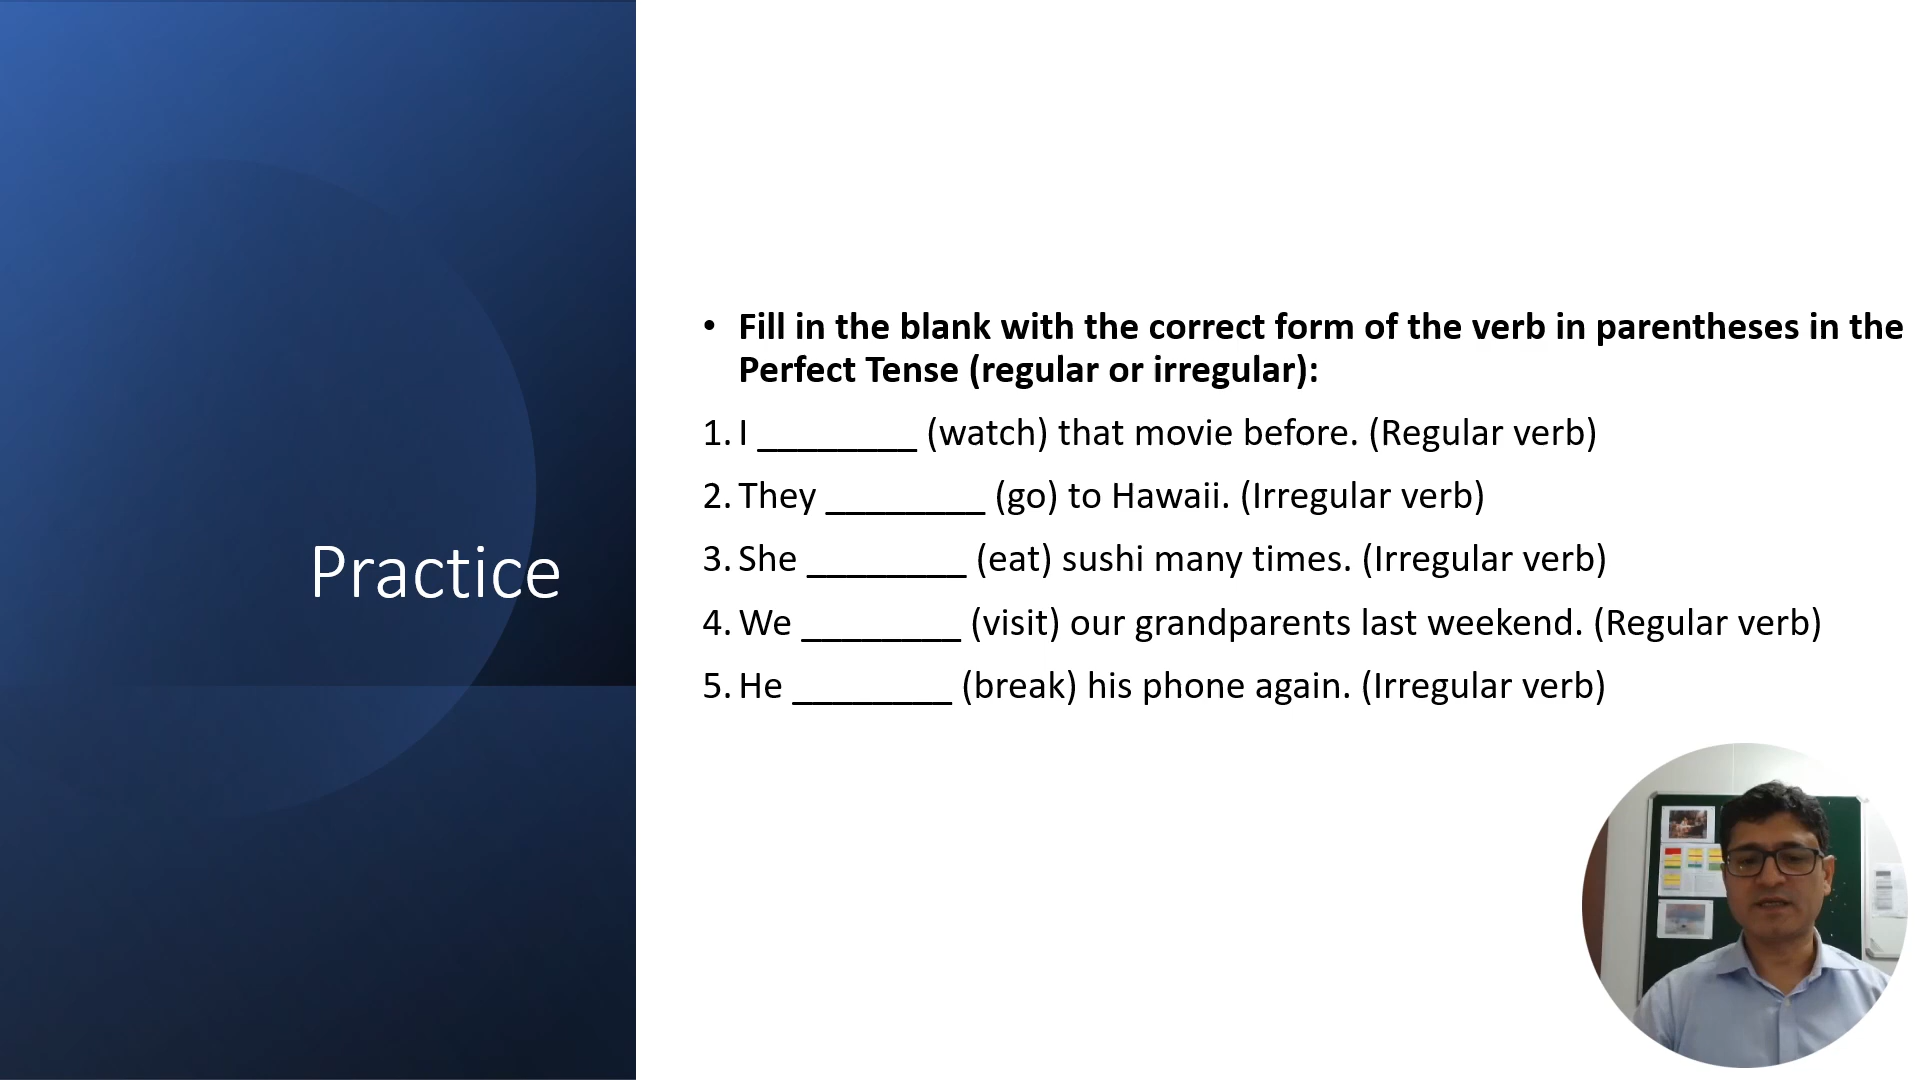 Practice
• Fill in the blank with the correct form of the verb in parentheses in the
Perfect Tense (regular or irregular):
1. I ________ (watch) that movie before. (Regular verb)
2. They ________ (go) to Hawaii. (Irregular verb)
3. She ________ (eat) sushi many times. (Irregular verb)
4. We ________ (visit) our grandparents last weekend. (Regular verb)
5. He ________ (break) his phone again. (Irregular verb)